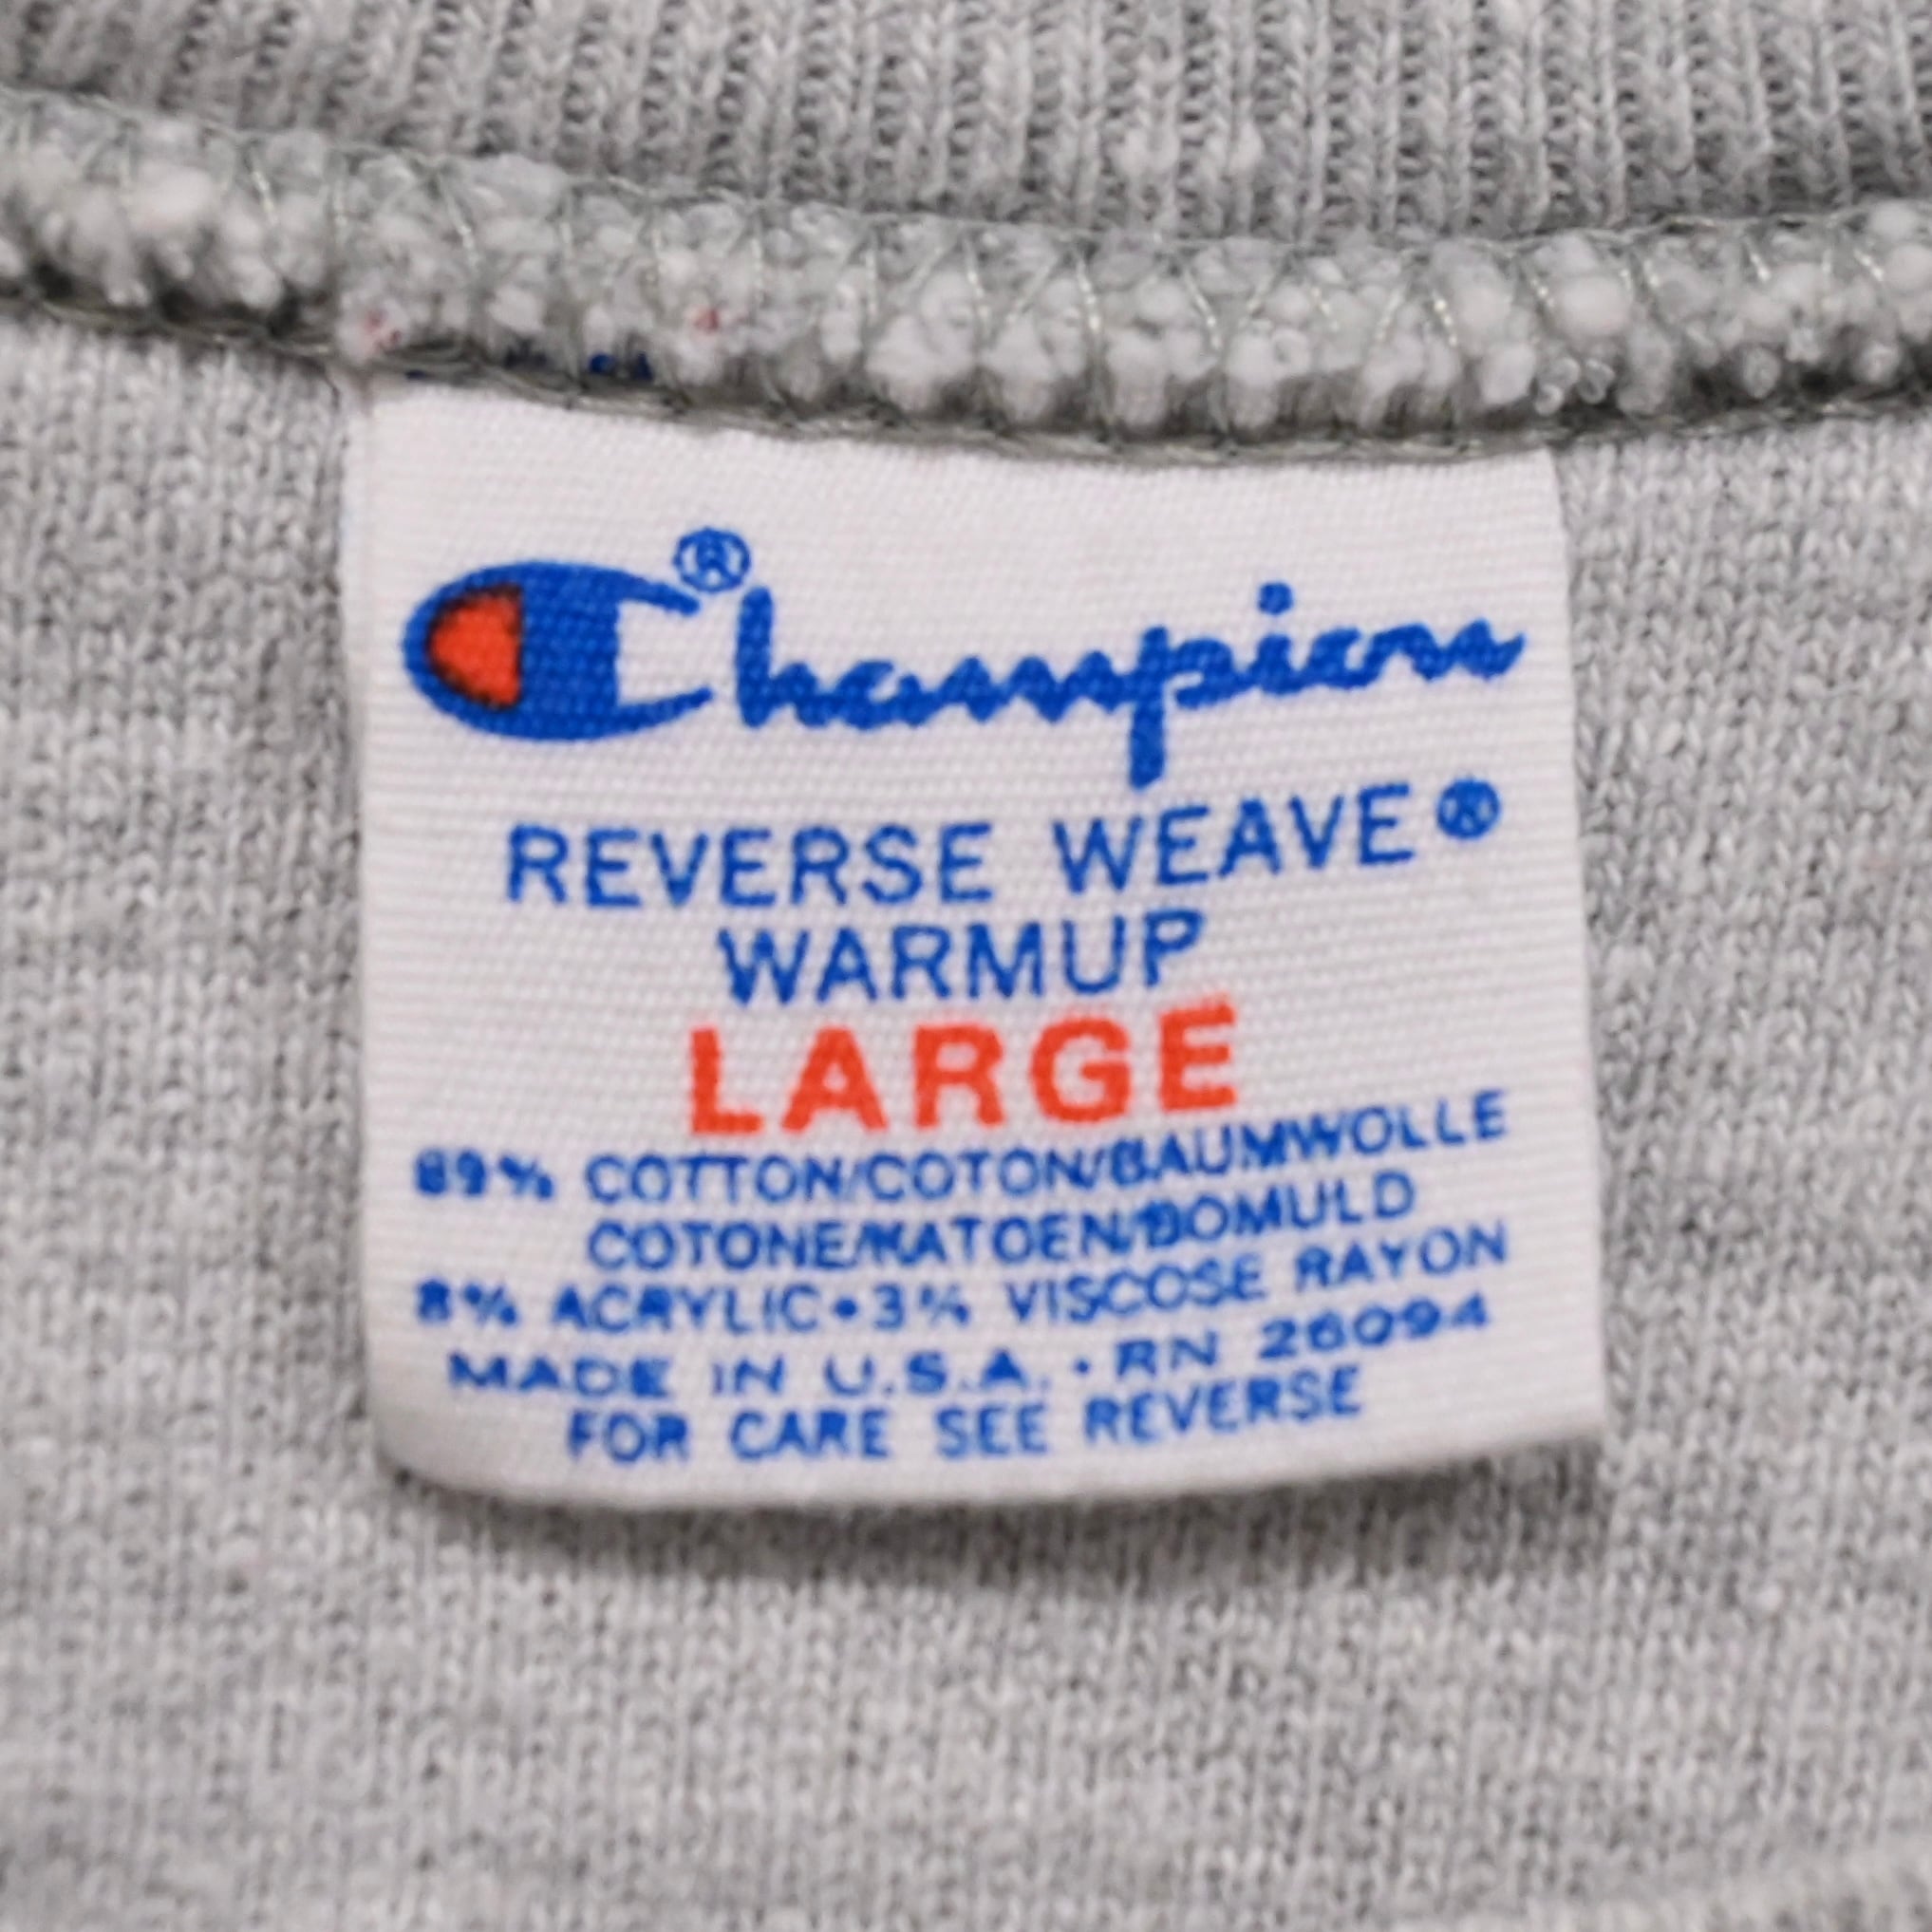 Champion®
REVERSE WEAVE®
WARMUP
LARGE
89% COTTON/COTON/BAUMWOLLE
COTONE/KATOEN/BOMULD
8% ACRYLIC•3% VISCOSE RAYON
MADE IN U.S.A. • RN 26094
FOR CARE SEE REVERSE